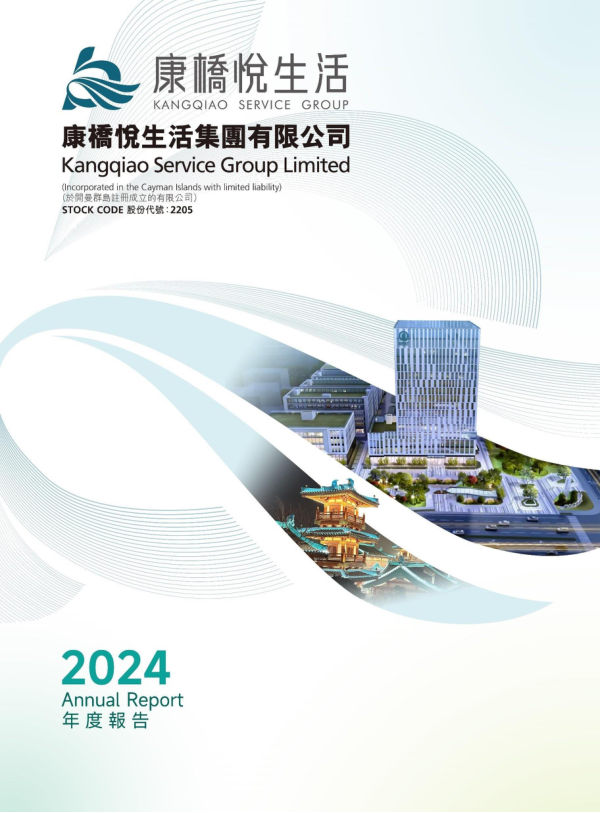 康橋悅生活
KANGQIAO SERVICE GROUP
康橋悅生活集團有限公司
Kangqiao Service Group Limited
(Incorporated in the Cayman Islands with limited liability)
(於開曼群島註冊成立的有限公司)
STOCK CODE 股份代號：2205
2024
Annual Report
年度報告